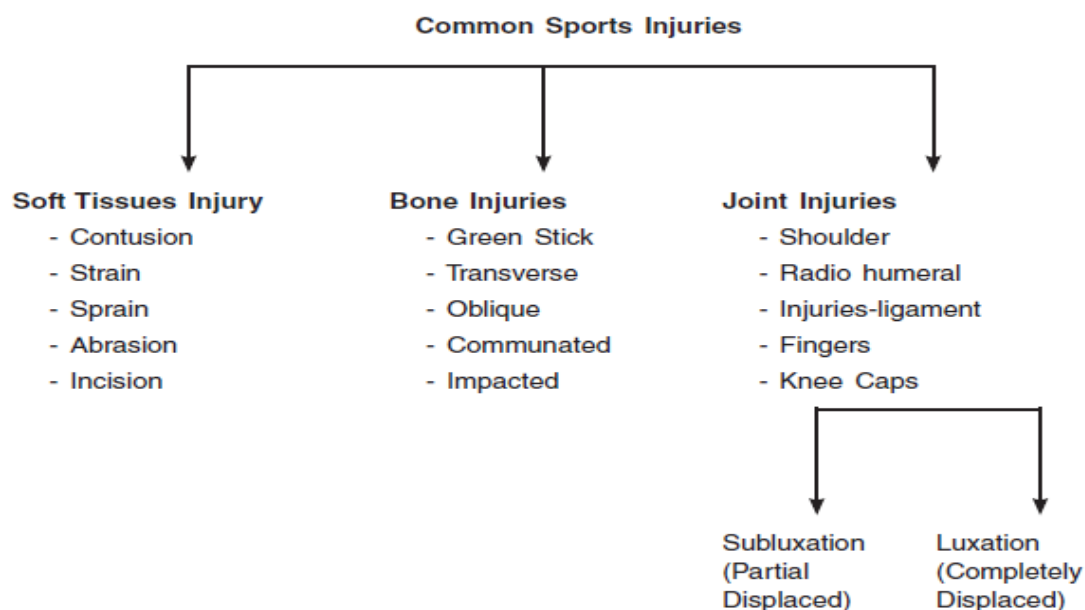 Common Sports Injuries
Soft Tissues Injury
- Contusion
- Strain
- Sprain
- Abrasion
- Incision
Bone Injuries
- Green Stick
- Transverse
- Oblique
- Communated
- Impacted
Joint Injuries
- Shoulder
- Radio humeral
- Injuries-ligament
- Fingers
- Knee Caps
Subluxation
(Partial
Displaced)
Luxation
(Completely
Displaced)